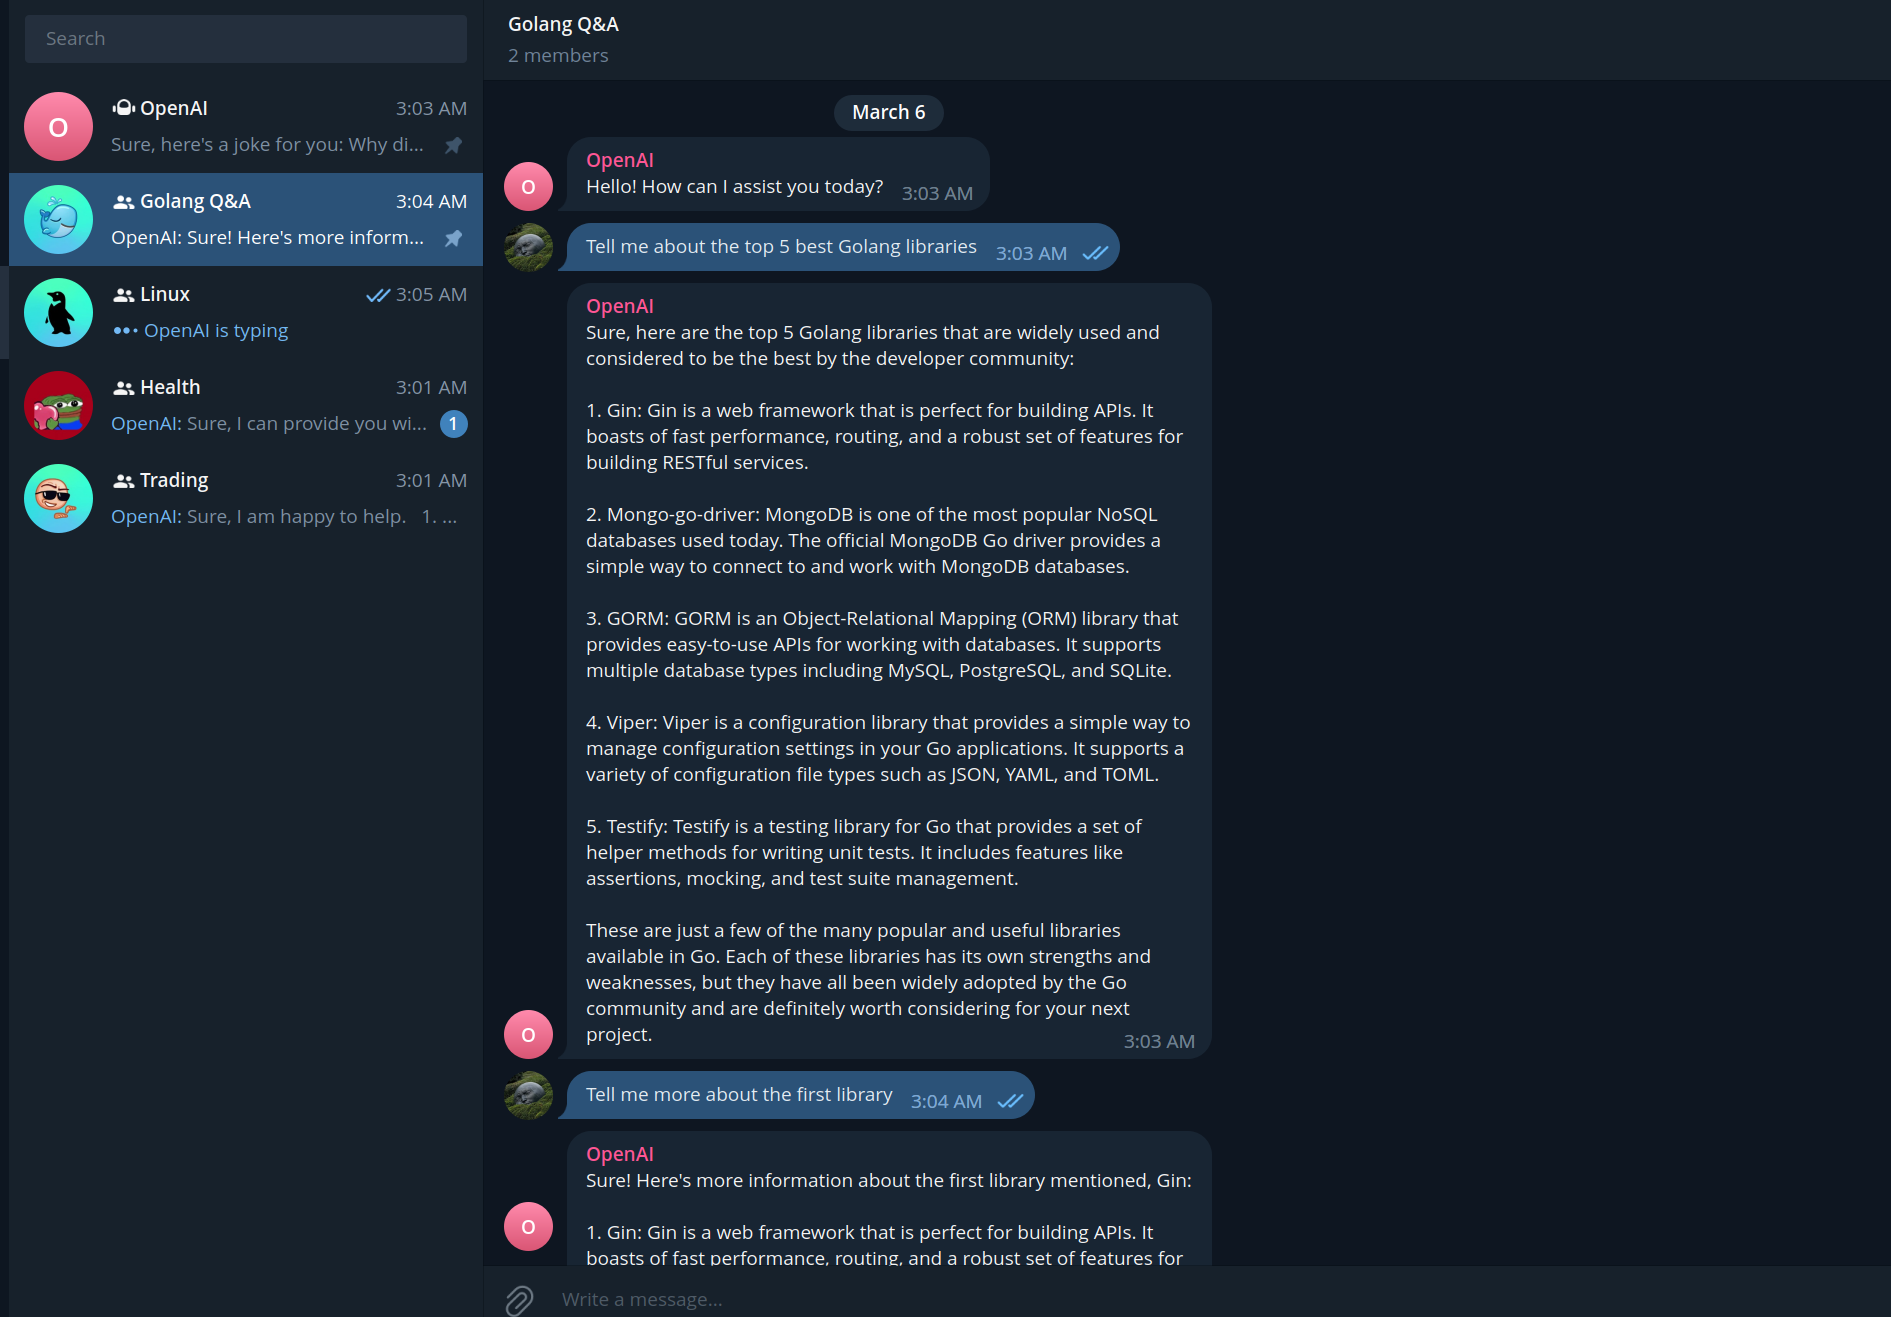 Search
O
OpenAI 3:03 AM
Sure, here's a joke for you: Why di...
Golang Q&A 3:04 AM
OpenAI: Sure! Here's more inform...
Linux 3:05 AM
OpenAI is typing
Health 3:01 AM
OpenAI: Sure, I can provide you wi... 1
Trading 3:01 AM
OpenAI: Sure, I am happy to help. 1. ...
Golang Q&A
2 members
March 6
OpenAI
Hello! How can I assist you today? 3:03 AM
O
Tell me about the top 5 best Golang libraries 3:03 AM
OpenAI
Sure, here are the top 5 Golang libraries that are widely used and
considered to be the best by the developer community:
1. Gin: Gin is a web framework that is perfect for building APIs. It
boasts of fast performance, routing, and a robust set of features for
building RESTful services.
2. Mongo-go-driver: MongoDB is one of the most popular NoSQL
databases used today. The official MongoDB Go driver provides a
simple way to connect to and work with MongoDB databases.
3. GORM: GORM is an Object-Relational Mapping (ORM) library that
provides easy-to-use APIs for working with databases. It supports
multiple database types including MySQL, PostgreSQL, and SQLite.
4. Viper: Viper is a configuration library that provides a simple way to
manage configuration settings in your Go applications. It supports a
variety of configuration file types such as JSON, YAML, and TOML.
5. Testify: Testify is a testing library for Go that provides a set of
helper methods for writing unit tests. It includes features like
assertions, mocking, and test suite management.
These are just a few of the many popular and useful libraries
available in Go. Each of these libraries has its own strengths and
weaknesses, but they have all been widely adopted by the Go
community and are definitely worth considering for your next
project. 3:03 AM
O
Tell me more about the first library 3:04 AM
OpenAI
Sure! Here's more information about the first library mentioned, Gin:
O
1. Gin: Gin is a web framework that is perfect for building APIs. It
boasts of fast performance, routing, and a robust set of features for
Write a message...